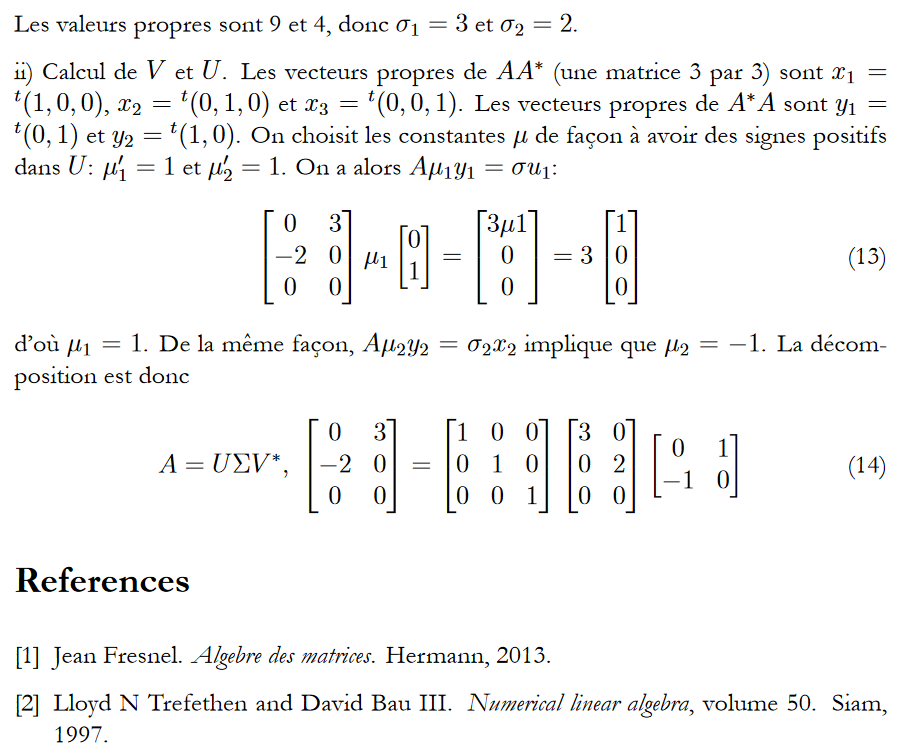 Les valeurs propres sont 9 et 4, donc σ₁ = 3 et σ₂ = 2.
ii) Calcul de V et U. Les vecteurs propres de AA* (une matrice 3 par 3) sont x₁ =
ᵗ(1, 0, 0), x₂ = ᵗ(0, 1, 0) et x₃ = ᵗ(0, 0, 1). Les vecteurs propres de A*A sont y₁ =
ᵗ(0, 1) et y₂ = ᵗ(1, 0). On choisit les constantes μ de façon à avoir des signes positifs
dans U: μ′₁ = 1 et μ′₂ = 1. On a alors Aμ₁y₁ = σu₁:
[0 3; −2 0; 0 0] μ₁ [0; 1] = [3μ1; 0; 0] = 3 [1; 0; 0] (13)
d'où μ₁ = 1. De la même façon, Aμ₂y₂ = σ₂x₂ implique que μ₂ = −1. La décom-
position est donc
A = UΣV*, [0 3; −2 0; 0 0] = [1 0 0; 0 1 0; 0 0 1] [3 0; 0 2; 0 0] [0 1; −1 0] (14)
References
[1] Jean Fresnel. Algebre des matrices. Hermann, 2013.
[2] Lloyd N Trefethen and David Bau III. Numerical linear algebra, volume 50. Siam,
1997.